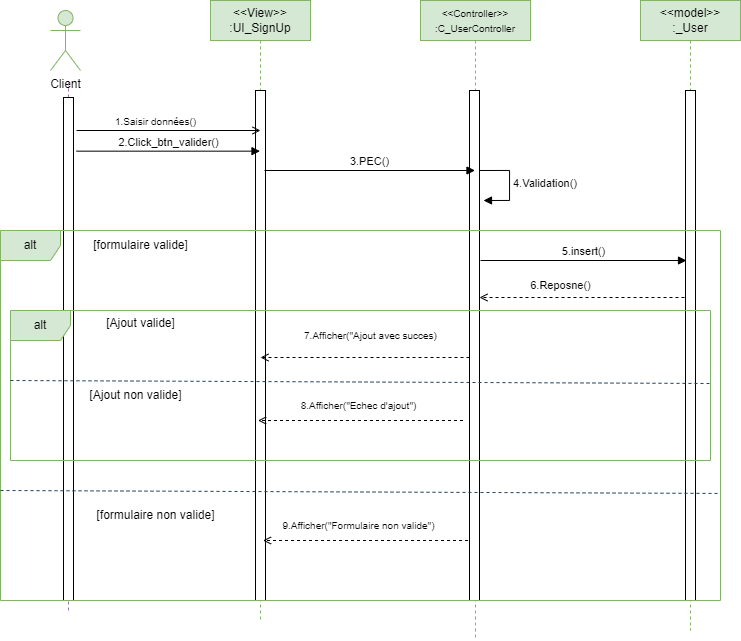 <<View>>
:UI_SignUp
<<Controller>>
:C_UserController
<<model>>
:_User
Client
1.Saisir données()
2.Click_btn_valider()
3.PEC()
4.Validation()
alt
[formulaire valide]
5.insert()
6.Reposne()
alt
[Ajout valide]
7.Afficher("Ajout avec succes)
[Ajout non valide]
8.Afficher("Echec d'ajout")
[formulaire non valide]
9.Afficher("Formulaire non valide")